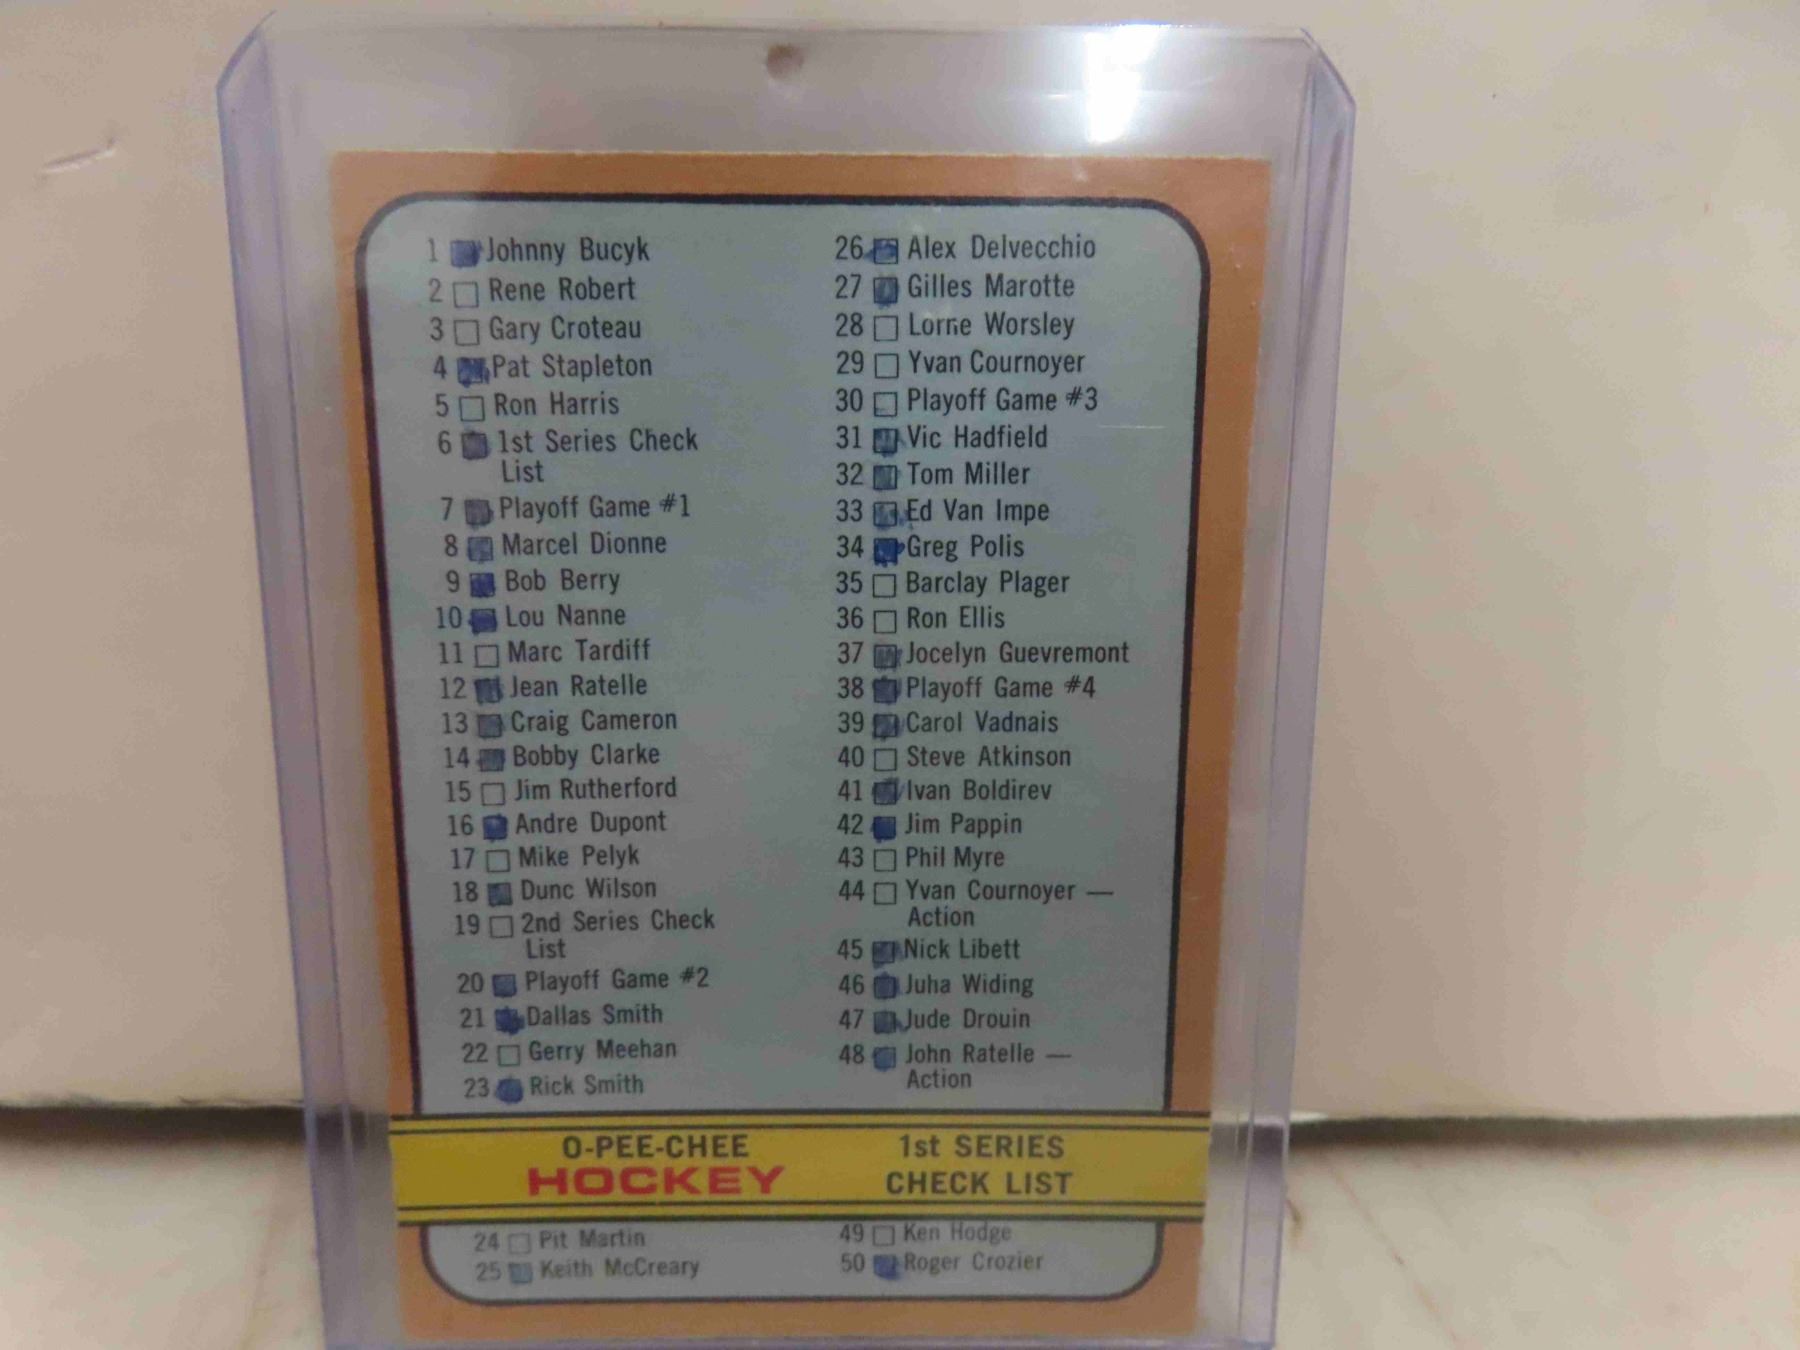 1 Johnny Bucyk
2 Rene Robert
3 Gary Croteau
4 Pat Stapleton
5 Ron Harris
6 1st Series Check
List
7 Playoff Game #1
8 Marcel Dionne
9 Bob Berry
10 Lou Nanne
11 Marc Tardiff
12 Jean Ratelle
13 Craig Cameron
14 Bobby Clarke
15 Jim Rutherford
16 Andre Dupont
17 Mike Pelyk
18 Dunc Wilson
19 2nd Series Check
List
20 Playoff Game #2
21 Dallas Smith
22 Gerry Meehan
23 Rick Smith
26 Alex Delvecchio
27 Gilles Marotte
28 Lorne Worsley
29 Yvan Cournoyer
30 Playoff Game #3
31 Vic Hadfield
32 Tom Miller
33 Ed Van Impe
34 Greg Polis
35 Barclay Plager
36 Ron Ellis
37 Jocelyn Guevremont
38 Playoff Game #4
39 Carol Vadnais
40 Steve Atkinson
41 Ivan Boldirev
42 Jim Pappin
43 Phil Myre
44 Yvan Cournoyer —
Action
45 Nick Libett
46 Juha Widing
47 Jude Drouin
48 John Ratelle —
Action
O-PEE-CHEE
HOCKEY
1st SERIES
CHECK LIST
24 Pit Martin
25 Keith McCreary
49 Ken Hodge
50 Roger Crozier